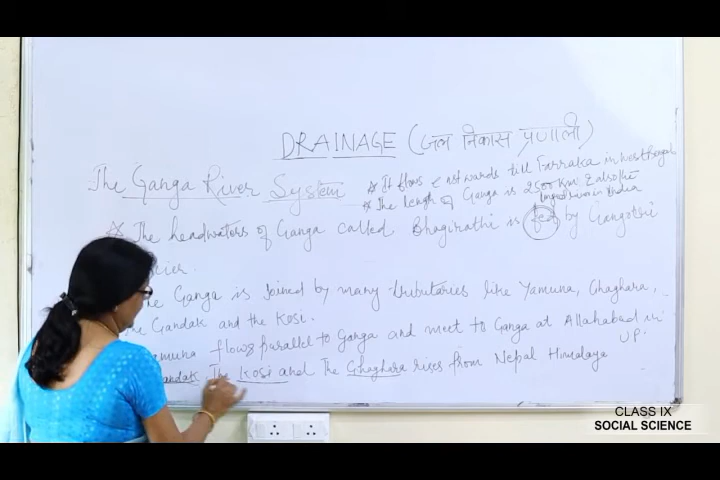 DRAINAGE (जल निकास प्रणाली)
The Ganga River System
* It flows eastwards till Farraka in West Bengal
* The length of Ganga is 2500 Km & also the
longest river in India
* The headwaters of Ganga called Bhagirathi is fed by Gangotri
The Ganga is joined by many tributaries like Yamuna, Ghaghara,
Gandak and the Kosi.
flows parallel to Ganga and meet to Ganga at Allahabad in
UP.
The Kosi and The Ghaghara rises from Nepal Himalaya
CLASS IX
SOCIAL SCIENCE